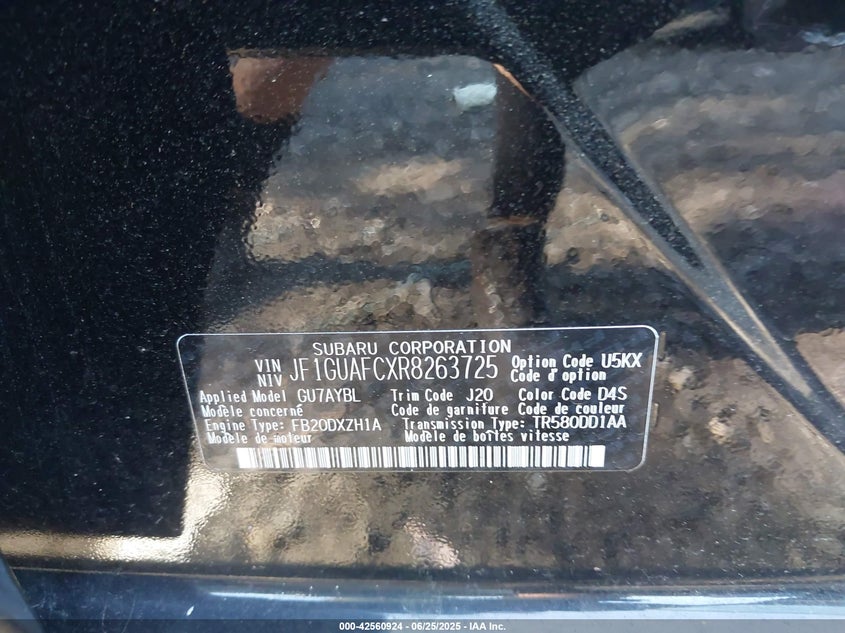 SUBARU CORPORATION
VIN NIV JF1GUAFCXR8263725 Option Code U5KX
Code d'option
Applied Model GU7AYBL Trim Code J20 Color Code D4S
Modèle concerné Code de garniture Code de couleur
Engine Type: FB20DXZH1A Transmission Type: TR580DD1AA
Modèle de moteur Modèle de boîtes vitesse
000-42560924 - 06/25/2025 - IAA Inc.